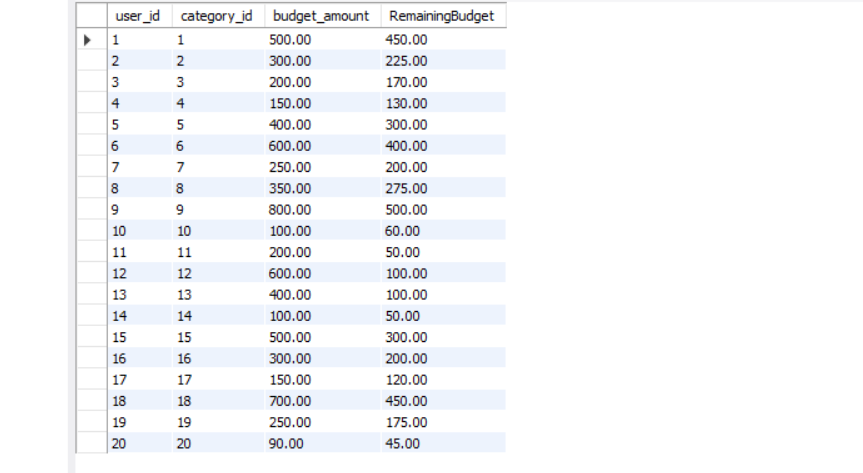 user_id category_id budget_amount RemainingBudget
1 1 500.00 450.00
2 2 300.00 225.00
3 3 200.00 170.00
4 4 150.00 130.00
5 5 400.00 300.00
6 6 600.00 400.00
7 7 250.00 200.00
8 8 350.00 275.00
9 9 800.00 500.00
10 10 100.00 60.00
11 11 200.00 50.00
12 12 600.00 100.00
13 13 400.00 100.00
14 14 100.00 50.00
15 15 500.00 300.00
16 16 300.00 200.00
17 17 150.00 120.00
18 18 700.00 450.00
19 19 250.00 175.00
20 20 90.00 45.00